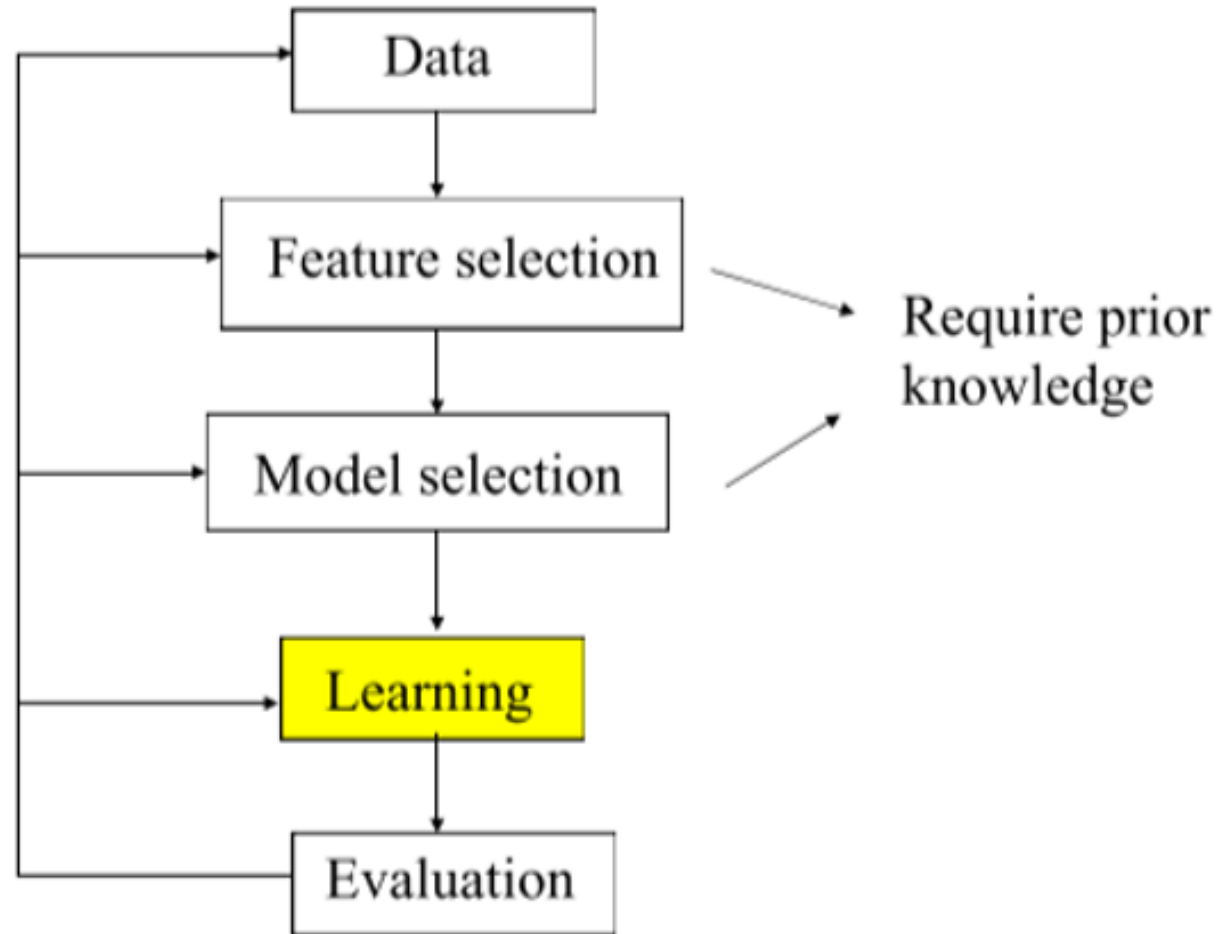 Data
Feature selection
Require prior
knowledge
Model selection
Learning
Evaluation